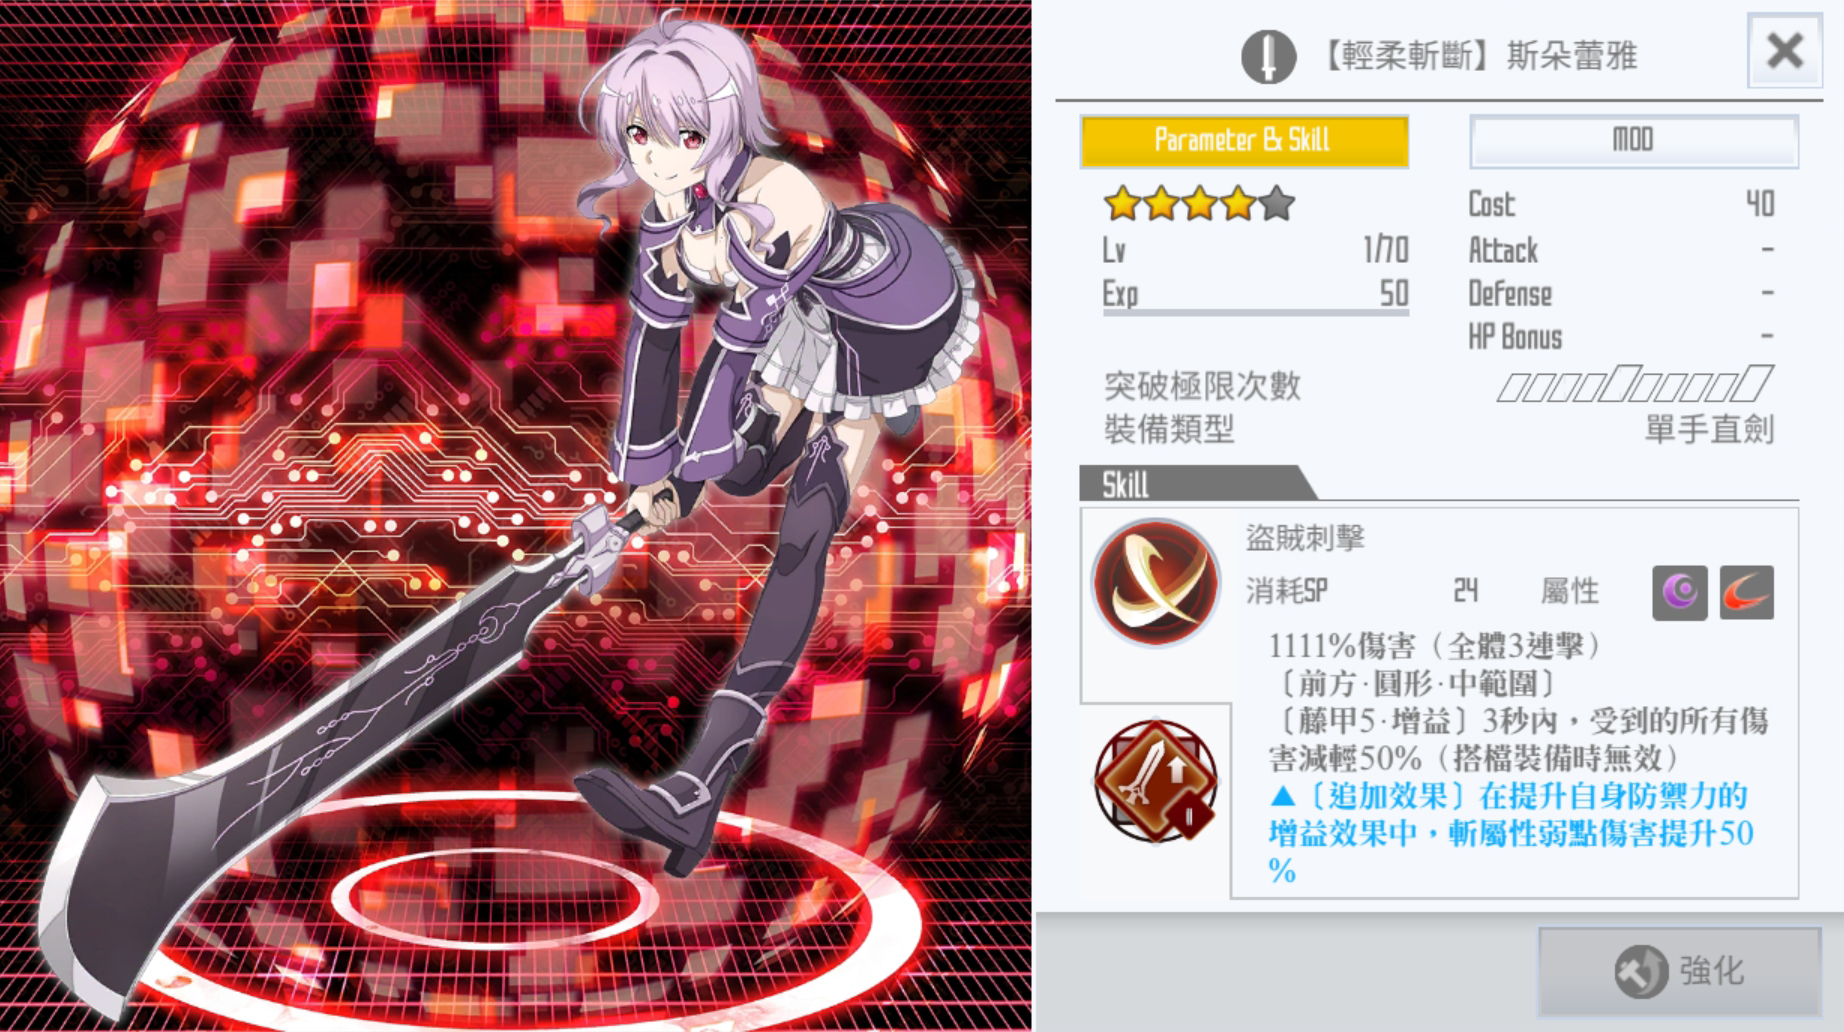 【輕柔斬斷】斯朵蕾雅
Parameter & Skill
MOD
Lv 1/70
Exp 50
Cost 40
Attack -
Defense -
HP Bonus -
突破極限次數
裝備類型 單手直劍
Skill
盜賊刺擊
消耗SP 24 屬性
1111%傷害（全體3連擊）
〔前方·圓形·中範圍〕
〔藤甲5·增益〕3秒內，受到的所有傷
害減輕50%（搭檔裝備時無效）
▲〔追加效果〕在提升自身防禦力的
增益效果中，斬屬性弱點傷害提升50
%
強化